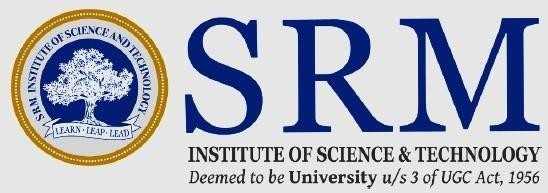 SRM INSTITUTE OF SCIENCE AND TECHNOLOGY
LEARN · LEAP · LEAD
SRM
INSTITUTE OF SCIENCE & TECHNOLOGY
Deemed to be University u/s 3 of UGC Act, 1956